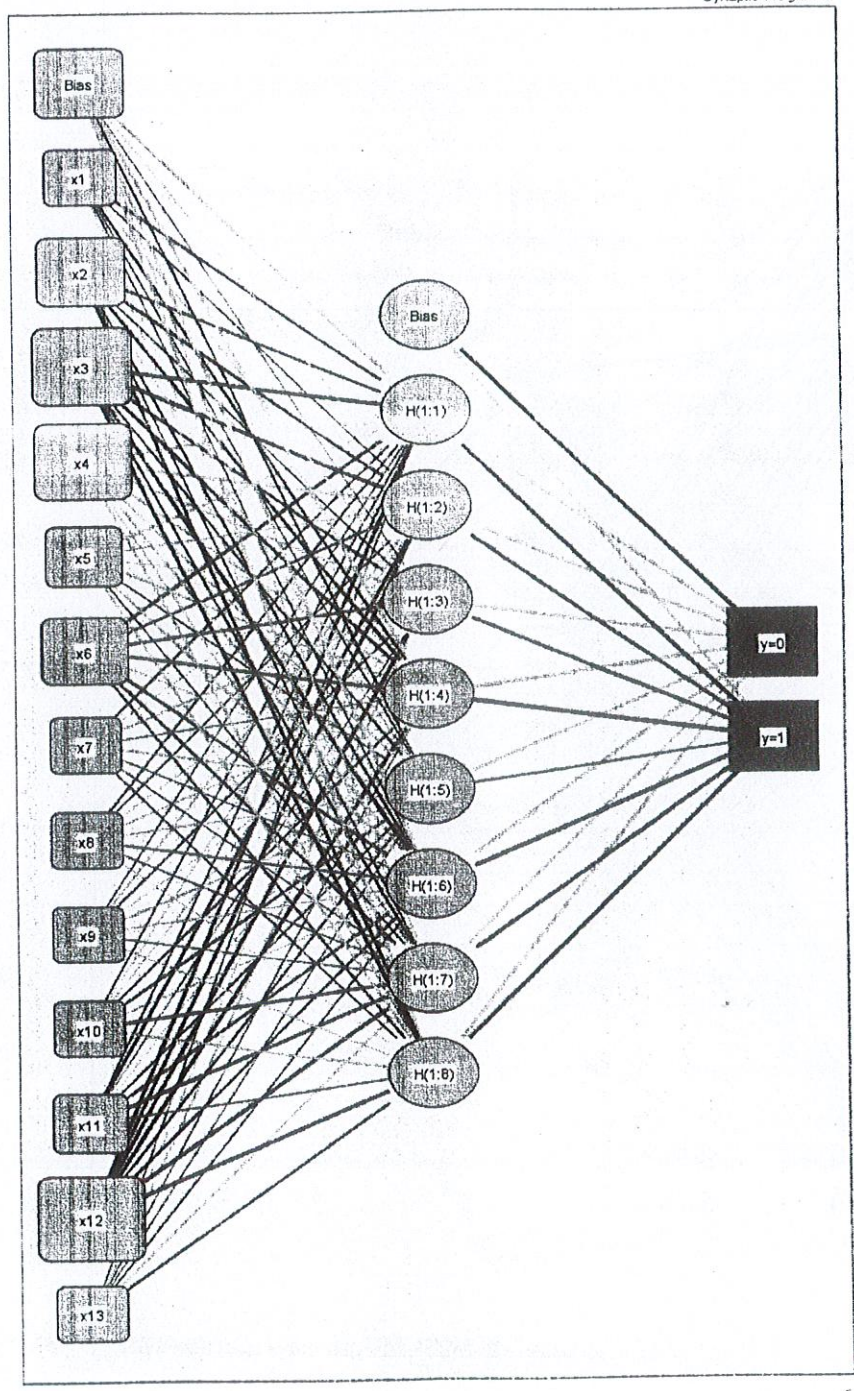 Bias
x1
x2
x3
x4
x5
x6
x7
x8
x9
x10
x11
x12
x13
Bias
H(1:1)
H(1:2)
H(1:3)
H(1:4)
H(1:5)
H(1:6)
H(1:7)
H(1:8)
y=0
y=1